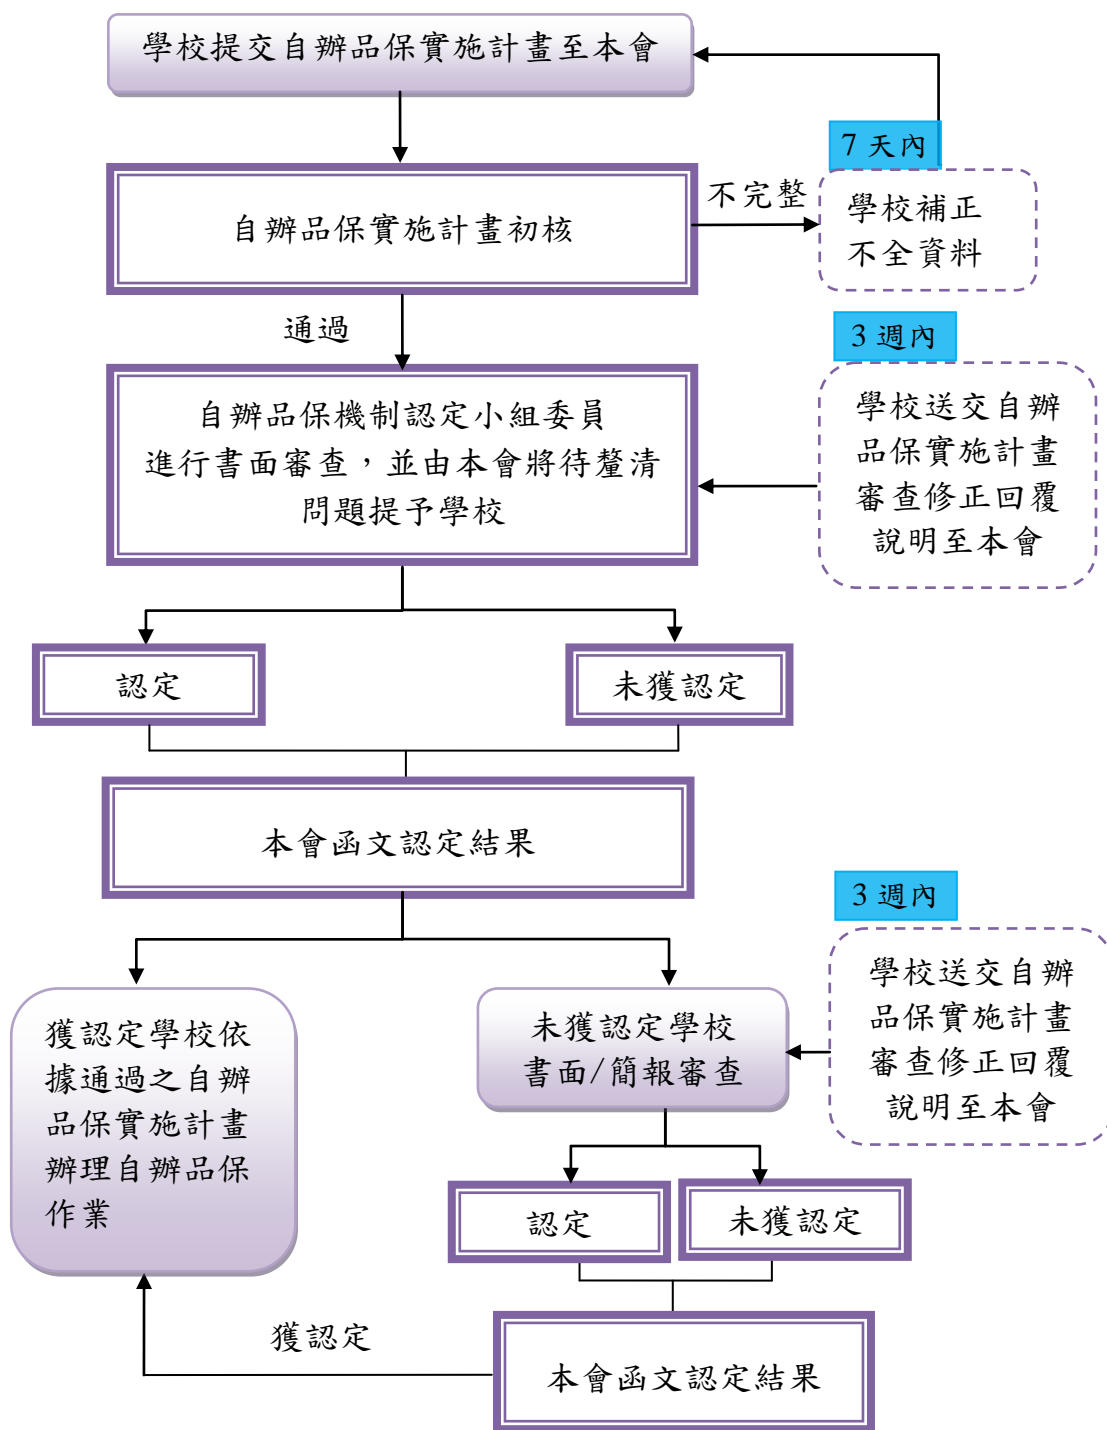 學校提交自辦品保實施計畫至本會
7 天內
不完整
自辦品保實施計畫初核
學校補正
不全資料
通過
3 週內
自辦品保機制認定小組委員
進行書面審查，並由本會將待釐清
問題提予學校
學校送交自辦
品保實施計畫
審查修正回覆
說明至本會
認定
未獲認定
本會函文認定結果
3 週內
獲認定學校依
據通過之自辦
品保實施計畫
辦理自辦品保
作業
未獲認定學校
書面/簡報審查
學校送交自辦
品保實施計畫
審查修正回覆
說明至本會
認定
未獲認定
獲認定
本會函文認定結果